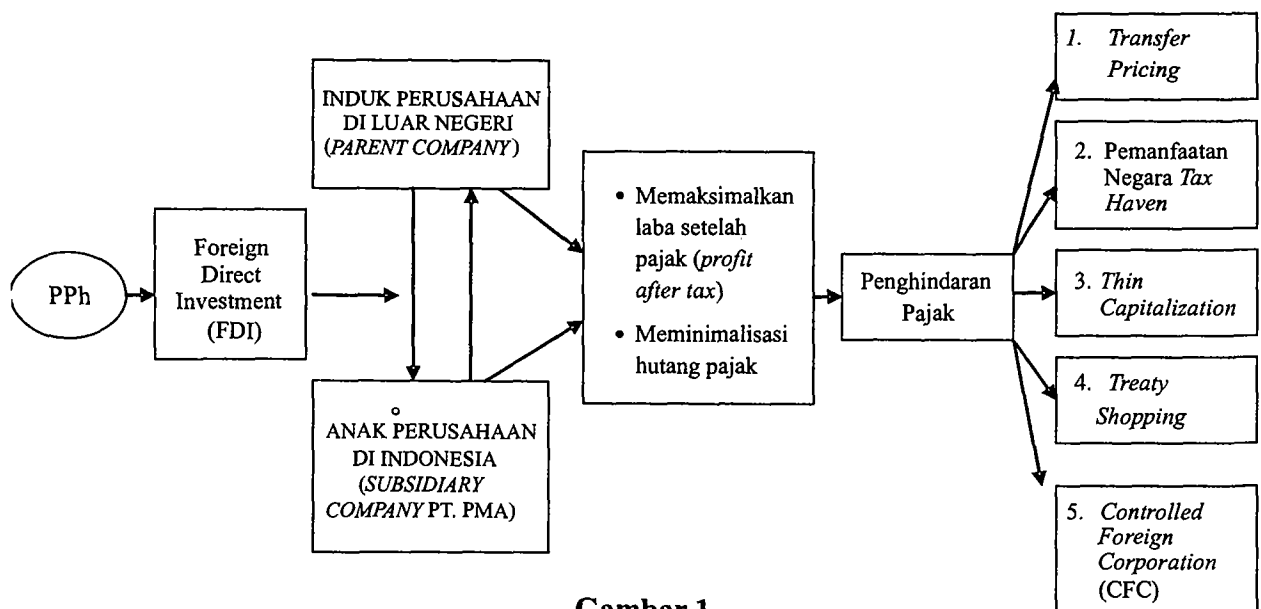 PPh
Foreign
Direct
Investment
(FDI)
INDUK PERUSAHAAN
DI LUAR NEGERI
(PARENT COMPANY)
ANAK PERUSAHAAN
DI INDONESIA
(SUBSIDIARY
COMPANY PT. PMA)
• Memaksimalkan
laba setelah
pajak (profit
after tax)
• Meminimalisasi
hutang pajak
Penghindaran
Pajak
1. Transfer
Pricing
2. Pemanfaatan
Negara Tax
Haven
3. Thin
Capitalization
4. Treaty
Shopping
5. Controlled
Foreign
Corporation
(CFC)
Gambar 1